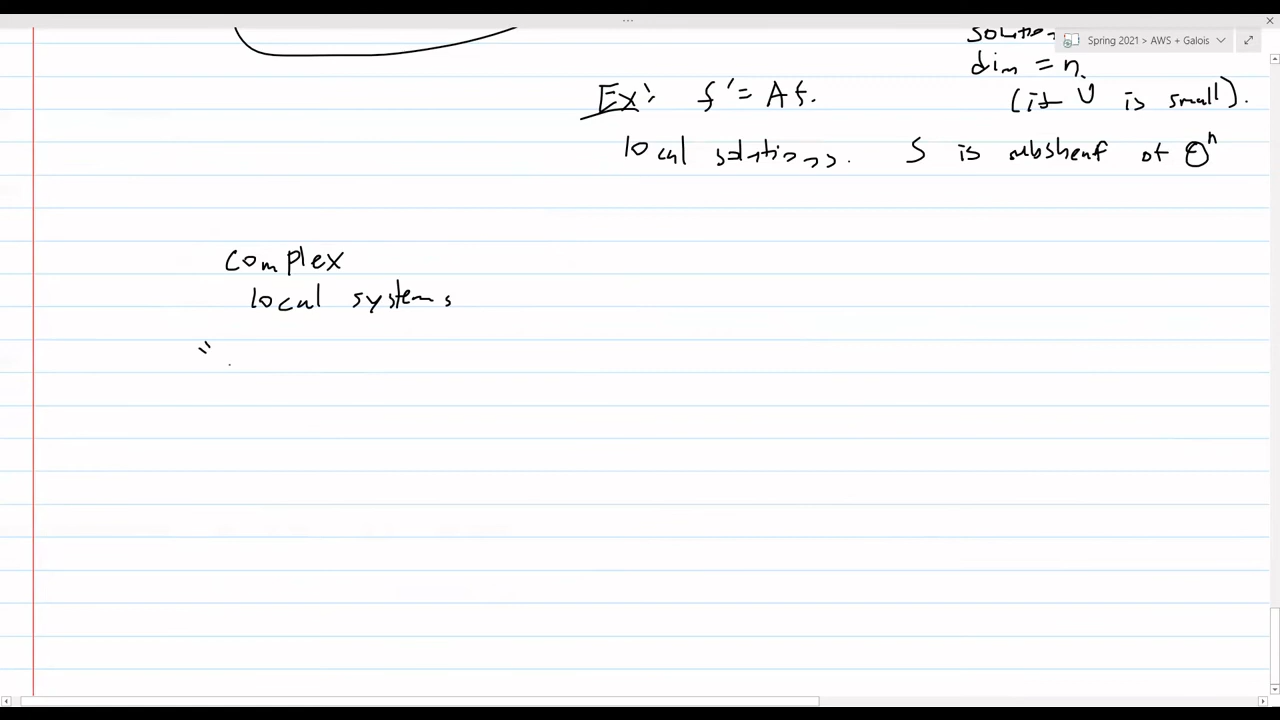 Spring 2021 > AWS + Galois
dim = n.
(if U is small).
Ex: f' = Af.
local solutions. S is subsheaf of O^n
complex
local systems
"